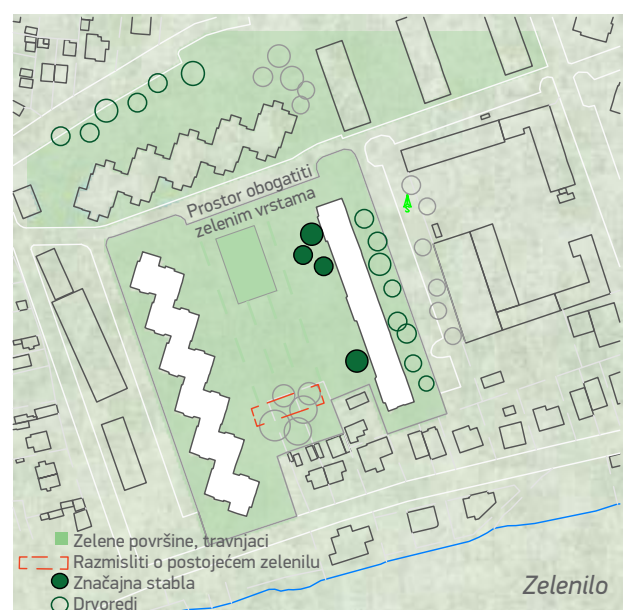 Prostor obogatiti
zelenim vrstama
Zelene površine, travnjaci
Razmisliti o postojećem zelenilu
Značajna stabla
Drvoredi
Zelenilo